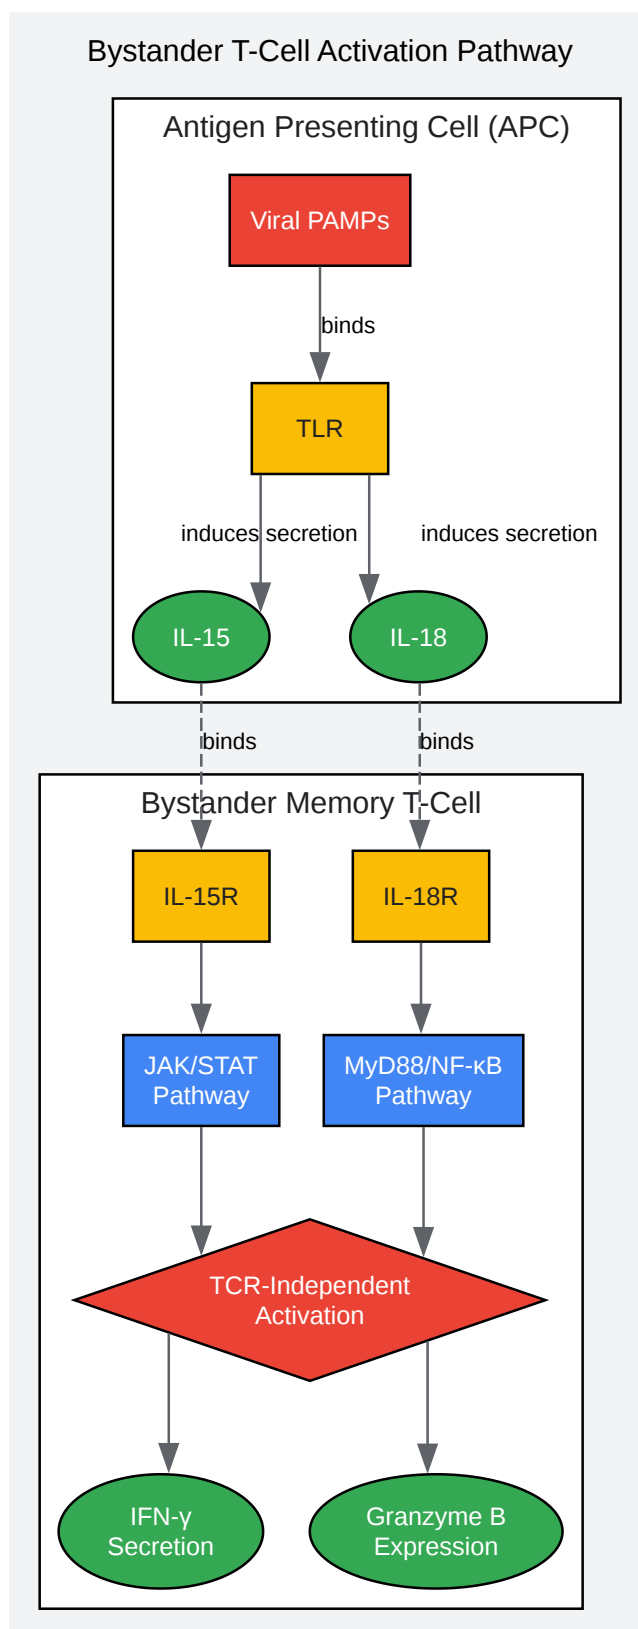 Bystander T-Cell Activation Pathway
Antigen Presenting Cell (APC)
Viral PAMPs
binds
TLR
induces secretion
induces secretion
IL-15
IL-18
binds
binds
Bystander Memory T-Cell
IL-15R
IL-18R
JAK/STAT
Pathway
MyD88/NF-κB
Pathway
TCR-Independent
Activation
IFN-γ
Secretion
Granzyme B
Expression